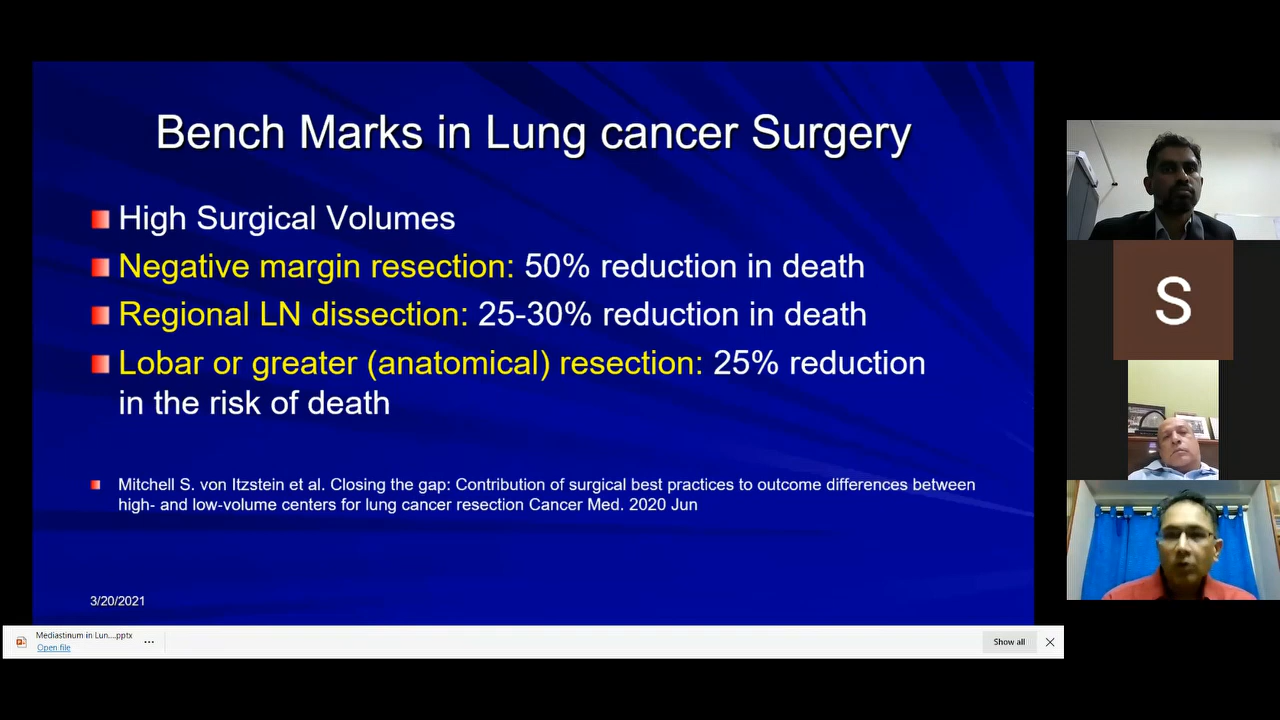 Bench Marks in Lung cancer Surgery
High Surgical Volumes
Negative margin resection: 50% reduction in death
Regional LN dissection: 25-30% reduction in death
Lobar or greater (anatomical) resection: 25% reduction
in the risk of death
Mitchell S. von Itzstein et al. Closing the gap: Contribution of surgical best practices to outcome differences between
high- and low-volume centers for lung cancer resection Cancer Med. 2020 Jun
3/20/2021
Mediastinum in Lun....pptx
Open file
Show all
S